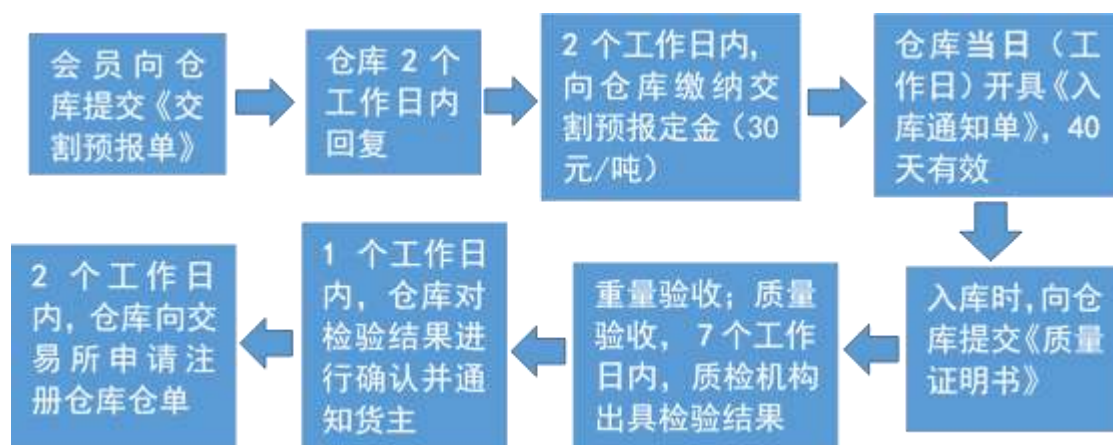 会员向仓
库提交《交
割预报单》
仓库 2 个
工作日内
回复
2 个工作日内,
向仓库缴纳交
割预报定金（30
元/吨）
仓库当日（工
作日）开具《入
库通知单》，40
天有效
入库时，向仓
库提交《质量
证明书》
重量验收；质量
验收，7 个工作
日内，质检机构
出具检验结果
1 个工作日
内，仓库对
检验结果进
行确认并通
知货主
2 个工作日
内，仓库向交
易所申请注
册仓库仓单